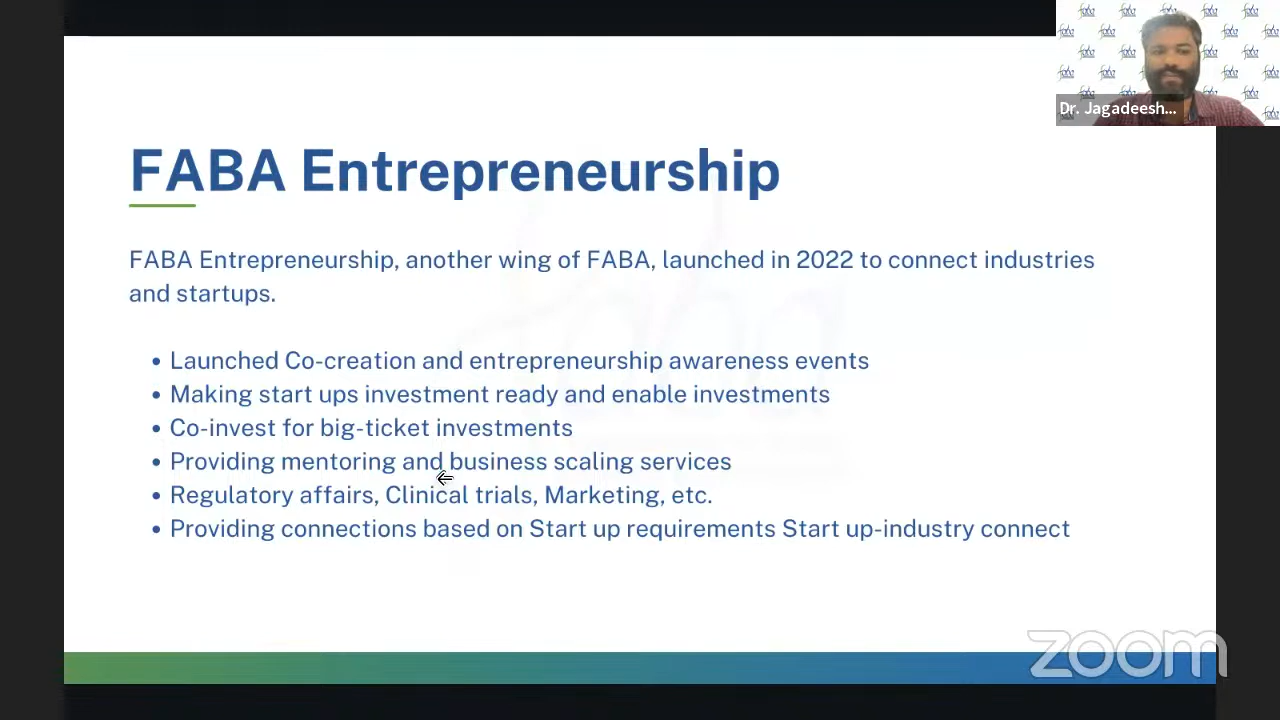 FABA Entrepreneurship
FABA Entrepreneurship, another wing of FABA, launched in 2022 to connect industries
and startups.
• Launched Co-creation and entrepreneurship awareness events
• Making start ups investment ready and enable investments
• Co-invest for big-ticket investments
• Providing mentoring and business scaling services
• Regulatory affairs, Clinical trials, Marketing, etc.
• Providing connections based on Start up requirements Start up-industry connect
Dr. Jagadeesh...
zoom